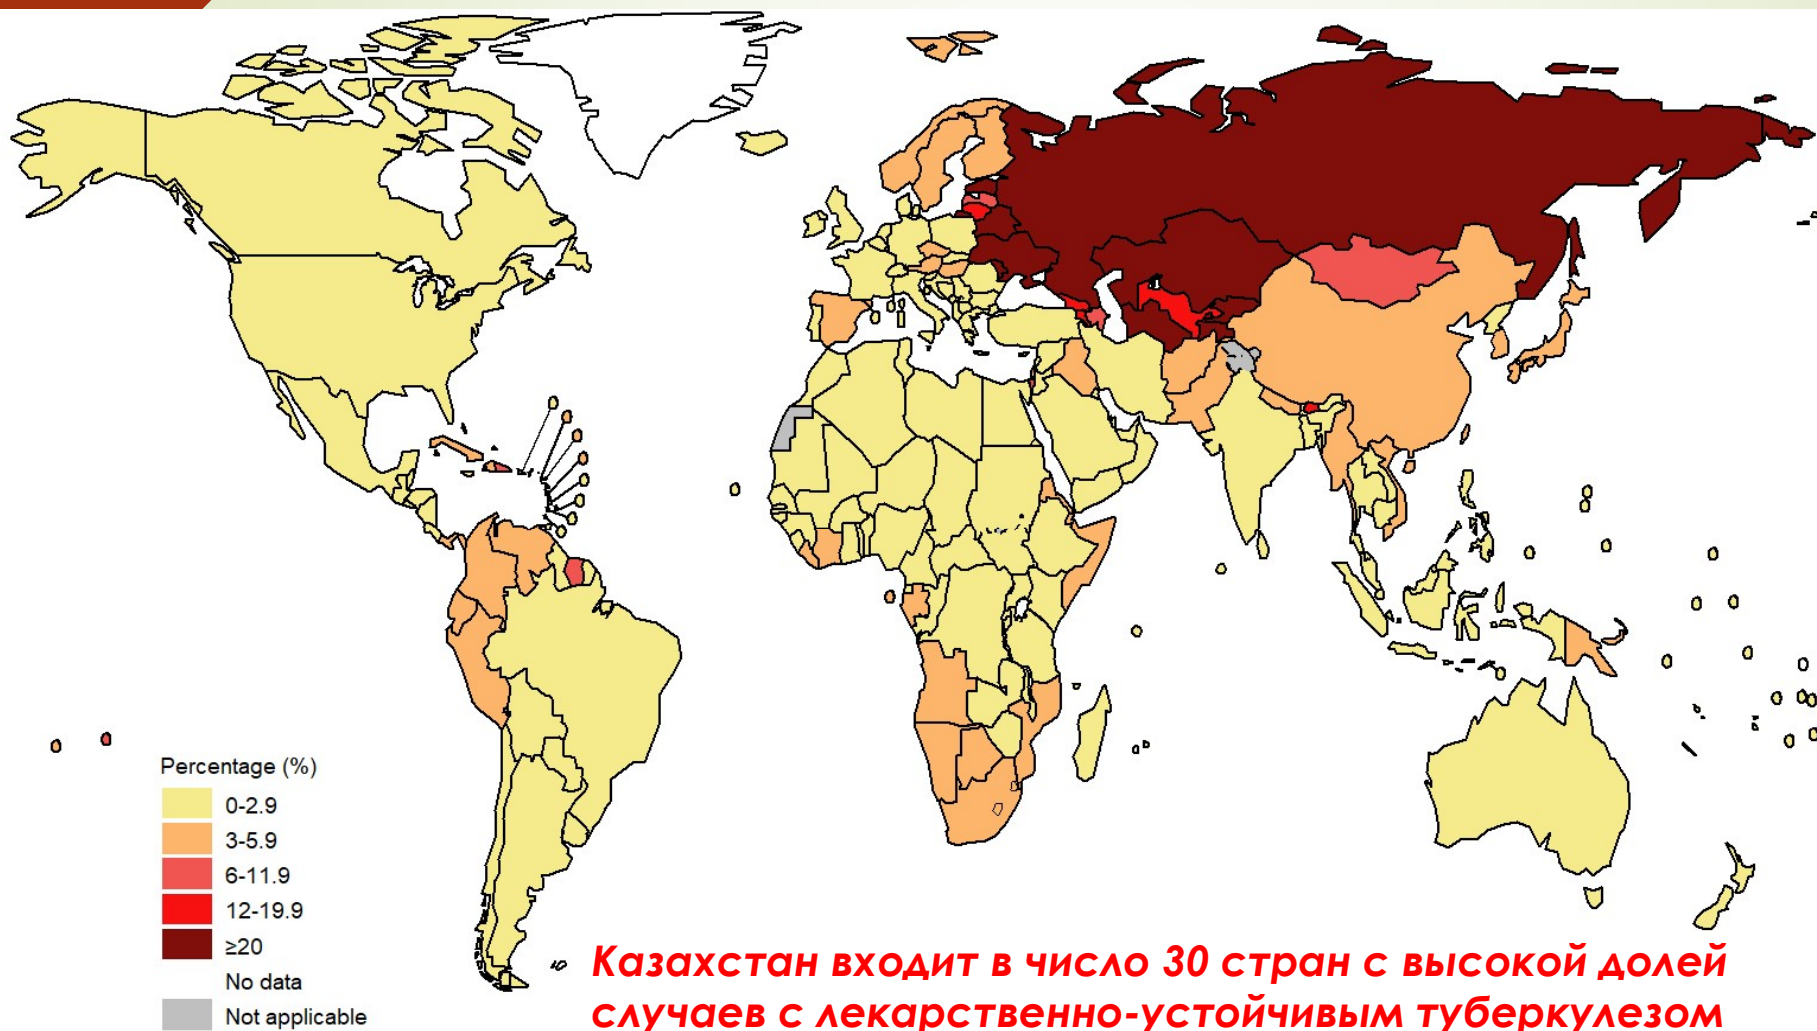 Percentage (%)
0-2.9
3-5.9
6-11.9
12-19.9
≥20
No data
Not applicable
Казахстан входит в число 30 стран с высокой долей
случаев с лекарственно-устойчивым туберкулезом